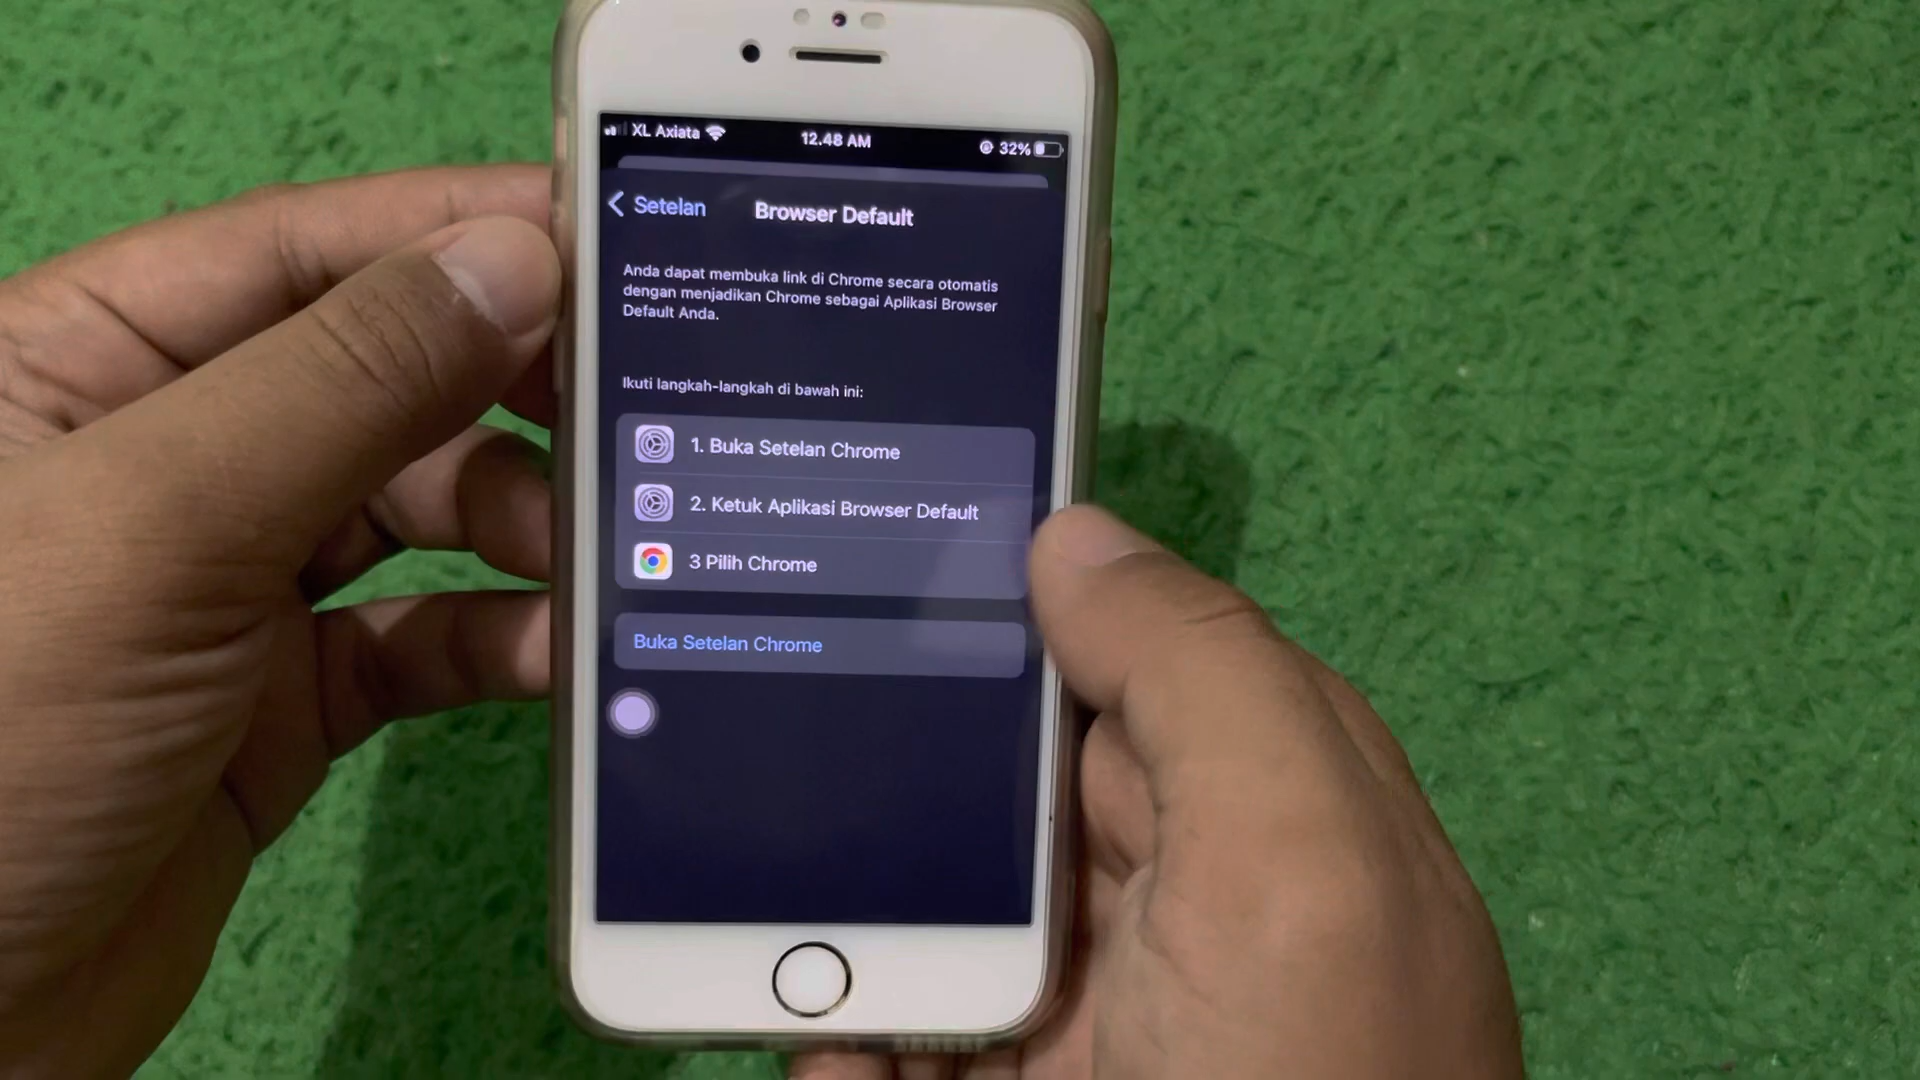 XL Axiata
12.48 AM
32%
Setelan
Browser Default
Anda dapat membuka link di Chrome secara otomatis
dengan menjadikan Chrome sebagai Aplikasi Browser
Default Anda.
Ikuti langkah-langkah di bawah ini:
1. Buka Setelan Chrome
2. Ketuk Aplikasi Browser Default
3 Pilih Chrome
Buka Setelan Chrome